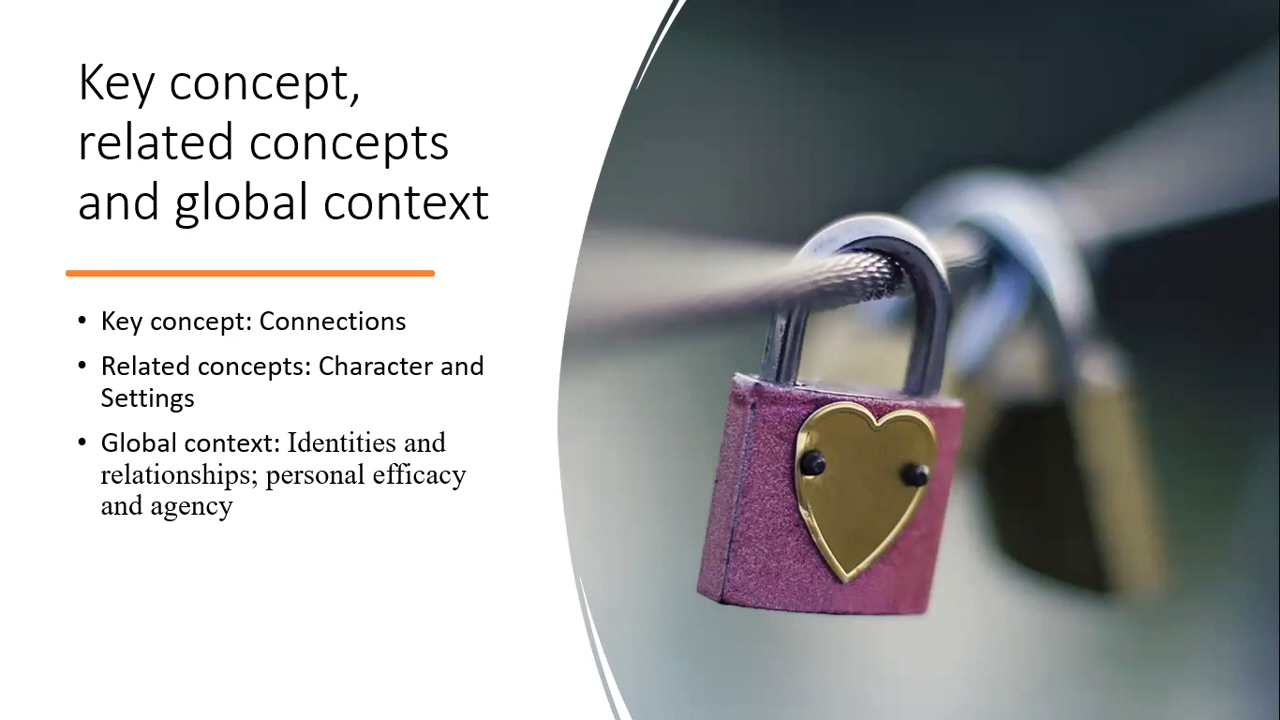 Key concept,
related concepts
and global context
• Key concept: Connections
• Related concepts: Character and
Settings
• Global context: Identities and
relationships; personal efficacy
and agency